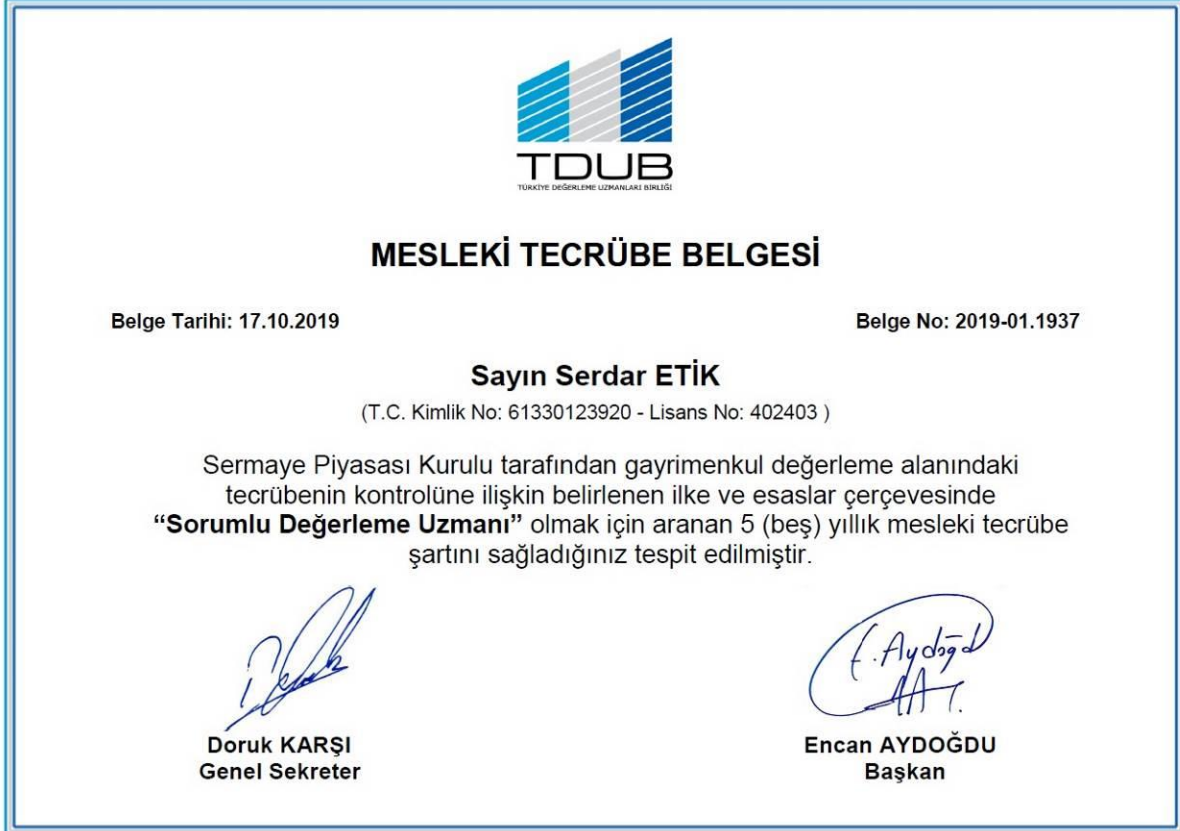 TDUB
TÜRKİYE DEĞERLEME UZMANLARI BİRLİĞİ
MESLEKİ TECRÜBE BELGESİ
Belge Tarihi: 17.10.2019
Belge No: 2019-01.1937
Sayın Serdar ETİK
(T.C. Kimlik No: 61330123920 - Lisans No: 402403 )
Sermaye Piyasası Kurulu tarafından gayrimenkul değerleme alanındaki
tecrübenin kontrolüne ilişkin belirlenen ilke ve esaslar çerçevesinde
“Sorumlu Değerleme Uzmanı” olmak için aranan 5 (beş) yıllık mesleki tecrübe
şartını sağladığınız tespit edilmiştir.
E. Aydoğd
Doruk KARŞI
Genel Sekreter
Encan AYDOĞDU
Başkan